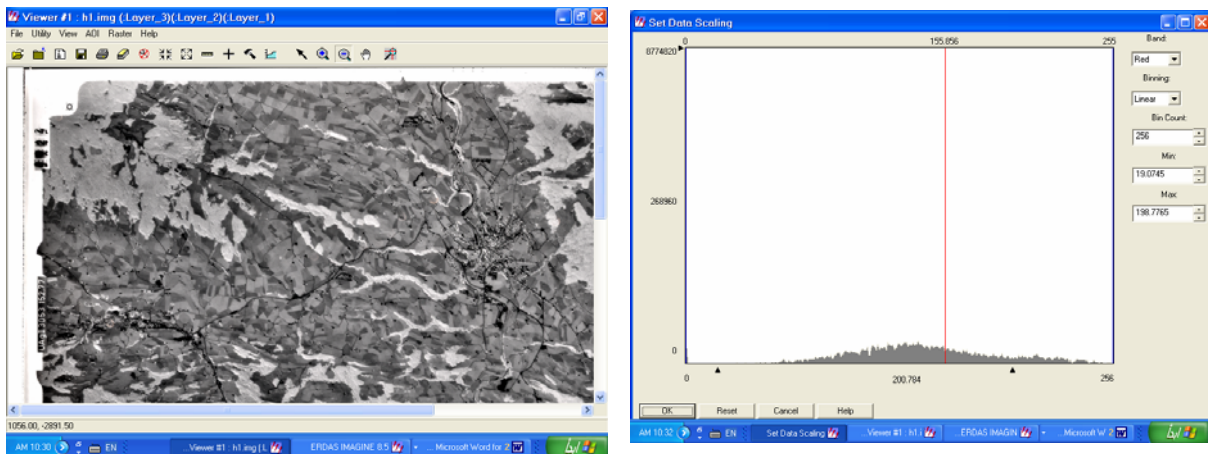 Viewer #1 : h1.img (:Layer_3)(:Layer_2)(:Layer_1)
File Utility View AOI Raster Help
1056.00, -2891.50
AM 10:30 EN ...Viewer #1 : h1.img [ L ERDAS IMAGINE 8.5 ... Microsoft Word for 2
Set Data Scaling
0 155.856 255
8774820
268960
0
0 200.784 256
Band:
Red
Binning:
Linear
Bin Count:
256
Min:
19.0745
Max:
198.7765
OK Reset Cancel Help
AM 10:32 EN Set Data Scaling ...Viewer #1 : h1.i ...ERDAS IMAGIN ...Microsoft W 2